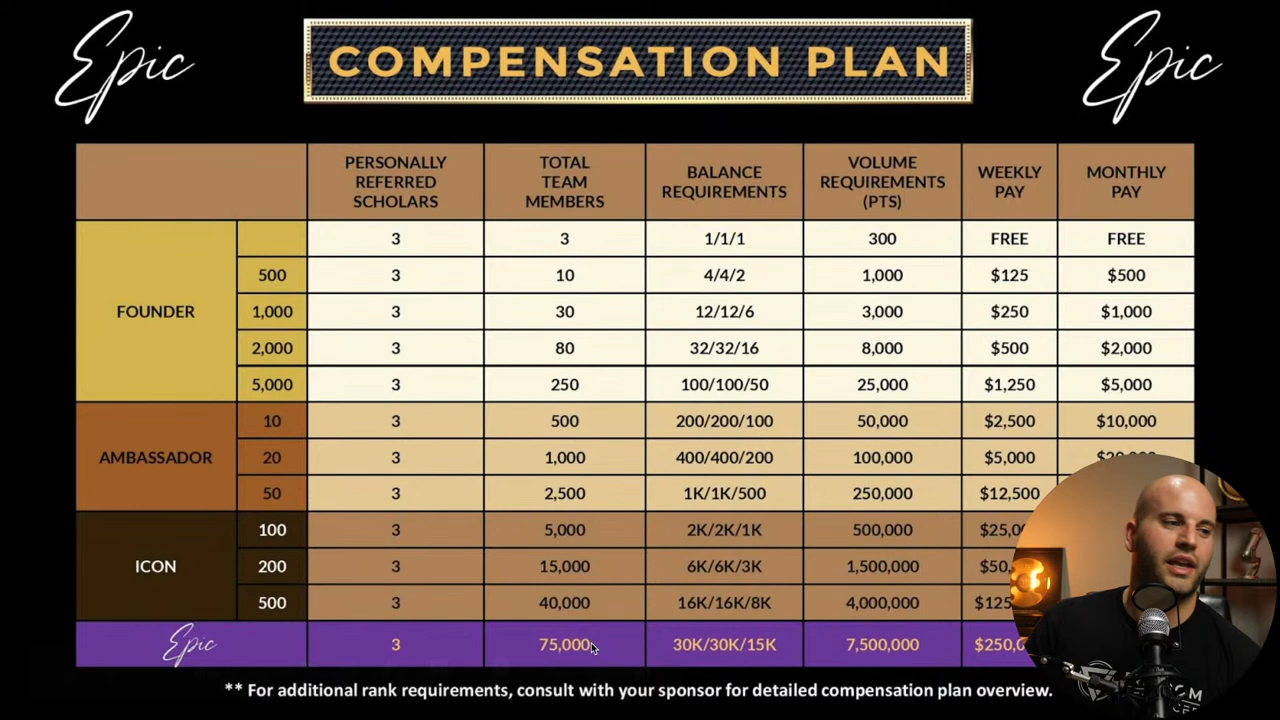 Epic COMPENSATION PLAN Epic
PERSONALLY REFERRED SCHOLARS TOTAL TEAM MEMBERS BALANCE REQUIREMENTS VOLUME REQUIREMENTS (PTS) WEEKLY PAY MONTHLY PAY
FOUNDER
3 3 1/1/1 300 FREE FREE
500 3 10 4/4/2 1,000 $125 $500
1,000 3 30 12/12/6 3,000 $250 $1,000
2,000 3 80 32/32/16 8,000 $500 $2,000
5,000 3 250 100/100/50 25,000 $1,250 $5,000
AMBASSADOR
10 3 500 200/200/100 50,000 $2,500 $10,000
20 3 1,000 400/400/200 100,000 $5,000
50 3 2,500 1K/1K/500 250,000 $12,500
ICON
100 3 5,000 2K/2K/1K 500,000
200 3 15,000 6K/6K/3K 1,500,000
500 3 40,000 16K/16K/8K 4,000,000
Epic 3 75,000 30K/30K/15K 7,500,000
** For additional rank requirements, consult with your sponsor for detailed compensation plan overview.